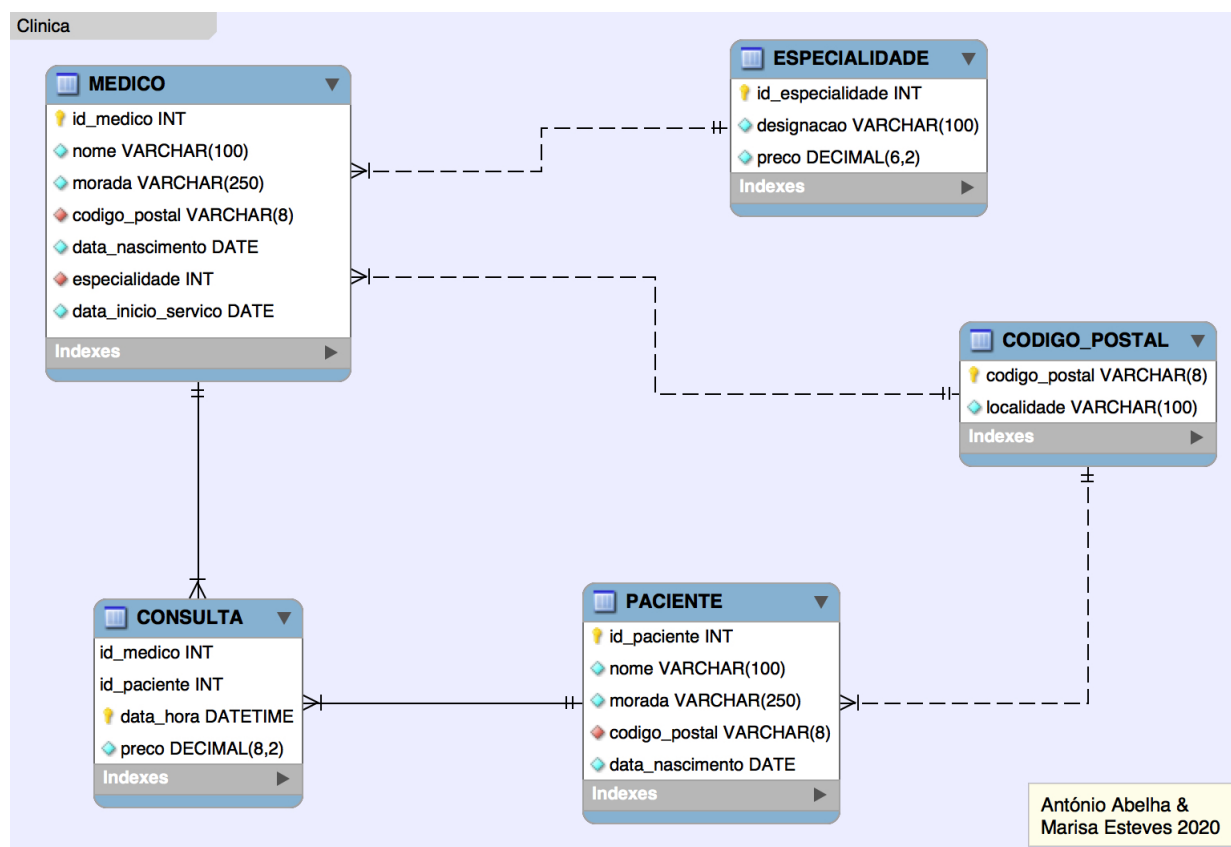 Clinica
MEDICO
id_medico INT
nome VARCHAR(100)
morada VARCHAR(250)
codigo_postal VARCHAR(8)
data_nascimento DATE
especialidade INT
data_inicio_servico DATE
Indexes
ESPECIALIDADE
id_especialidade INT
designacao VARCHAR(100)
preco DECIMAL(6,2)
Indexes
CODIGO_POSTAL
codigo_postal VARCHAR(8)
localidade VARCHAR(100)
Indexes
CONSULTA
id_medico INT
id_paciente INT
data_hora DATETIME
preco DECIMAL(8,2)
Indexes
PACIENTE
id_paciente INT
nome VARCHAR(100)
morada VARCHAR(250)
codigo_postal VARCHAR(8)
data_nascimento DATE
Indexes
António Abelha &
Marisa Esteves 2020